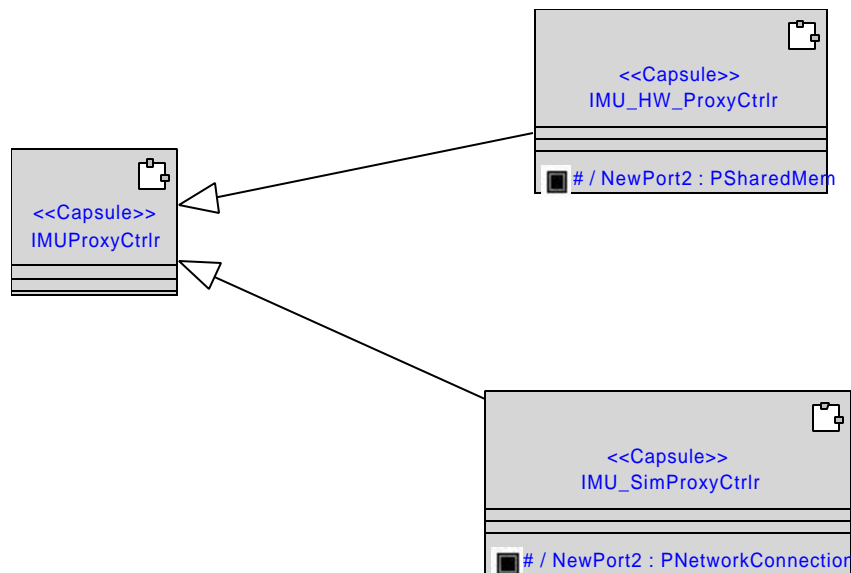 <<Capsule>>
IMU_HW_ProxyCtrlr
# / NewPort2 : PSharedMem
<<Capsule>>
IMUProxyCtrlr
<<Capsule>>
IMU_SimProxyCtrlr
# / NewPort2 : PNetworkConnection